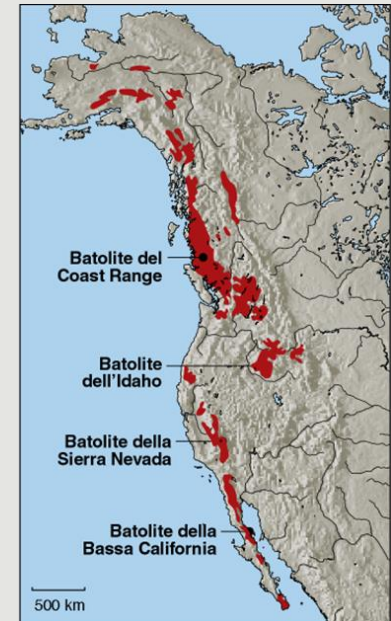 Batolite del
Coast Range
Batolite
dell'Idaho
Batolite della
Sierra Nevada
Batolite della
Bassa California
500 km